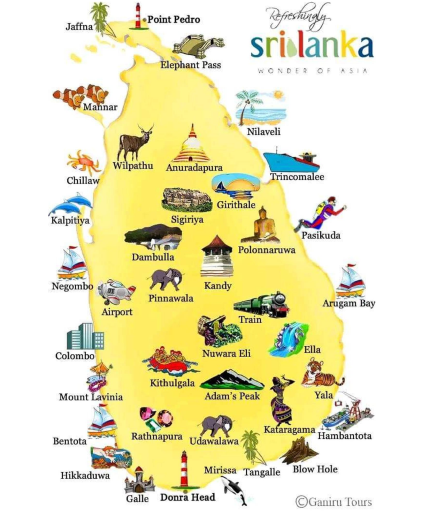 Refreshingly
srilanka
WONDER OF ASIA
Jaffna
Point Pedro
Elephant Pass
Mahnar
Nilaveli
Wilpathu
Anuradapura
Trincomalee
Chillaw
Girithale
Sigiriya
Kalpitiya
Pasikuda
Polonnaruwa
Dambulla
Negombo
Pinnawala
Kandy
Arugam Bay
Airport
Train
Colombo
Nuwara Eli
Ella
Kithulgala
Mount Lavinia
Adam's Peak
Yala
Kataragama
Hambantota
Rathnapura
Udawalawa
Bentota
Hikkaduwa
Mirissa
Tangalle
Blow Hole
Galle
Donra Head
©Ganiru Tours